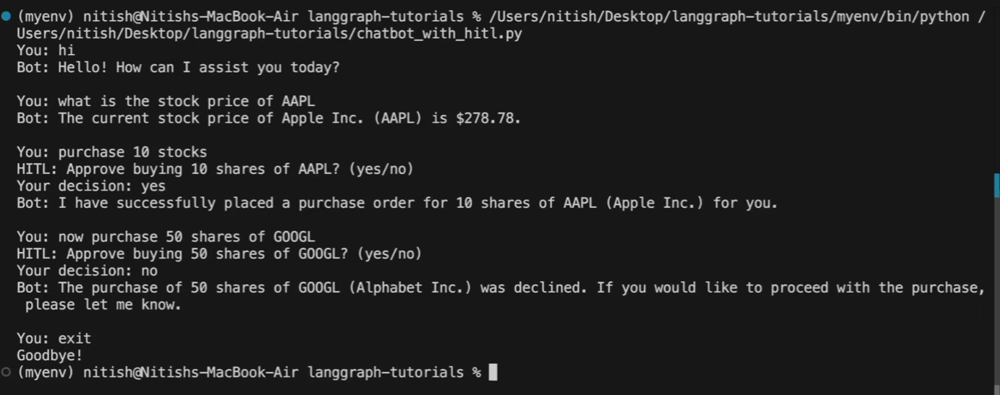 (myenv) nitish@Nitishs-MacBook-Air langgraph-tutorials % /Users/nitish/Desktop/langgraph-tutorials/myenv/bin/python /
Users/nitish/Desktop/langgraph-tutorials/chatbot_with_hitl.py
You: hi
Bot: Hello! How can I assist you today?
You: what is the stock price of AAPL
Bot: The current stock price of Apple Inc. (AAPL) is $278.78.
You: purchase 10 stocks
HITL: Approve buying 10 shares of AAPL? (yes/no)
Your decision: yes
Bot: I have successfully placed a purchase order for 10 shares of AAPL (Apple Inc.) for you.
You: now purchase 50 shares of GOOGL
HITL: Approve buying 50 shares of GOOGL? (yes/no)
Your decision: no
Bot: The purchase of 50 shares of GOOGL (Alphabet Inc.) was declined. If you would like to proceed with the purchase,
please let me know.
You: exit
Goodbye!
(myenv) nitish@Nitishs-MacBook-Air langgraph-tutorials %